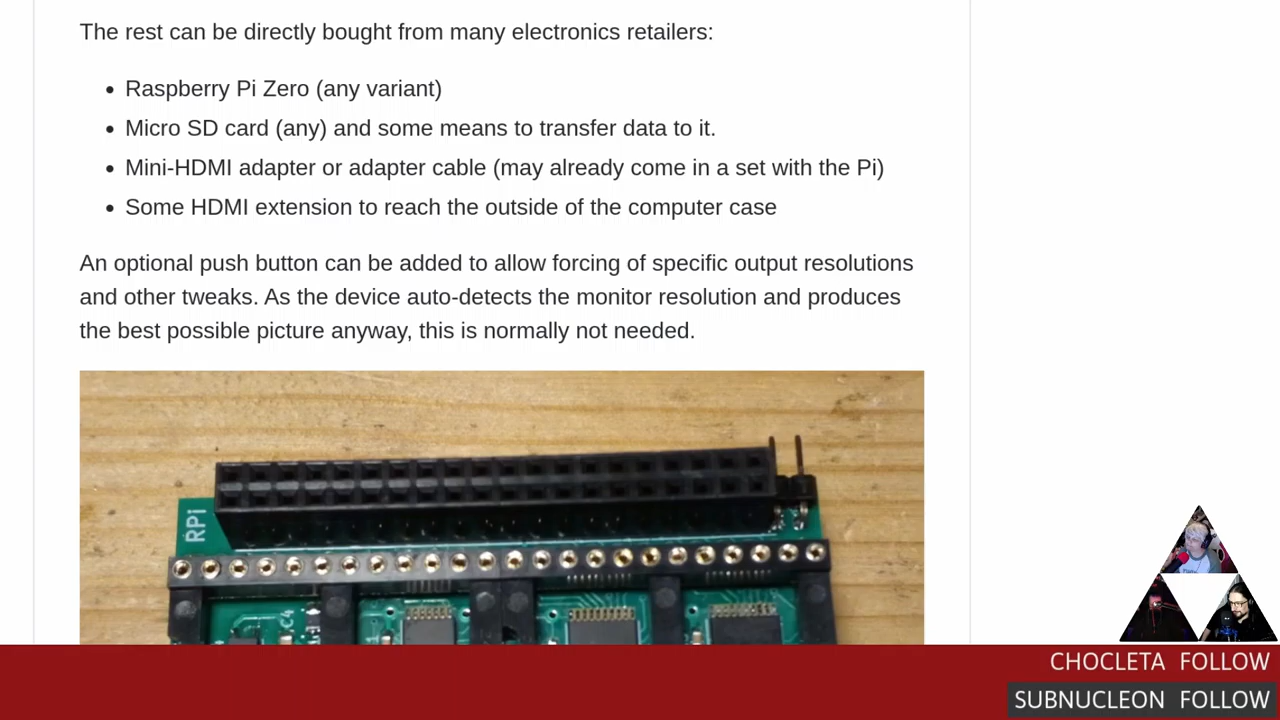 The rest can be directly bought from many electronics retailers:
• Raspberry Pi Zero (any variant)
• Micro SD card (any) and some means to transfer data to it.
• Mini-HDMI adapter or adapter cable (may already come in a set with the Pi)
• Some HDMI extension to reach the outside of the computer case
An optional push button can be added to allow forcing of specific output resolutions
and other tweaks. As the device auto-detects the monitor resolution and produces
the best possible picture anyway, this is normally not needed.
RPi
C4
CHOCLETA FOLLOW
SUBNUCLEON FOLLOW